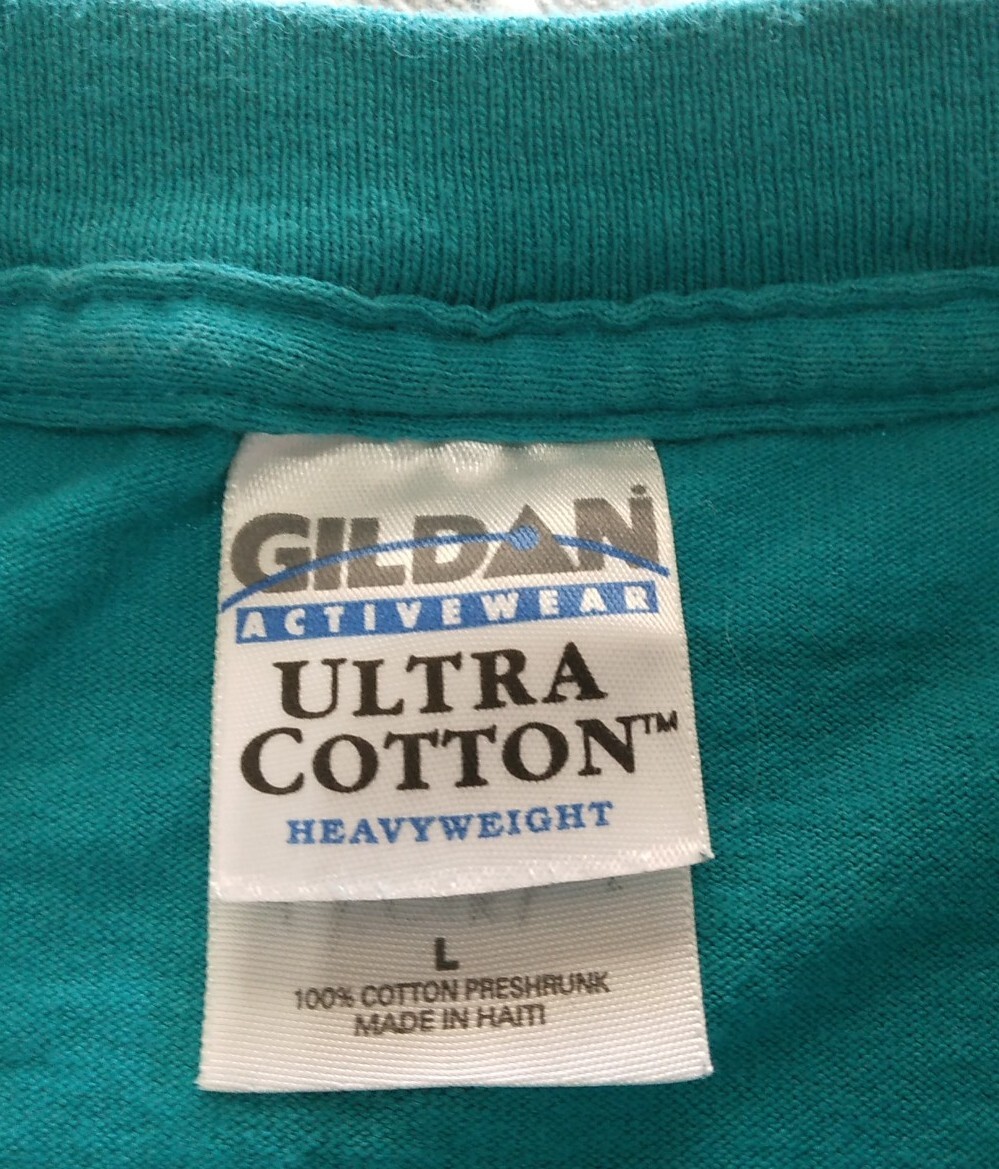 GILDAN
ACTIVEWEAR
ULTRA
COTTON™
HEAVYWEIGHT
L
100% COTTON PRESHRUNK
MADE IN HAITI